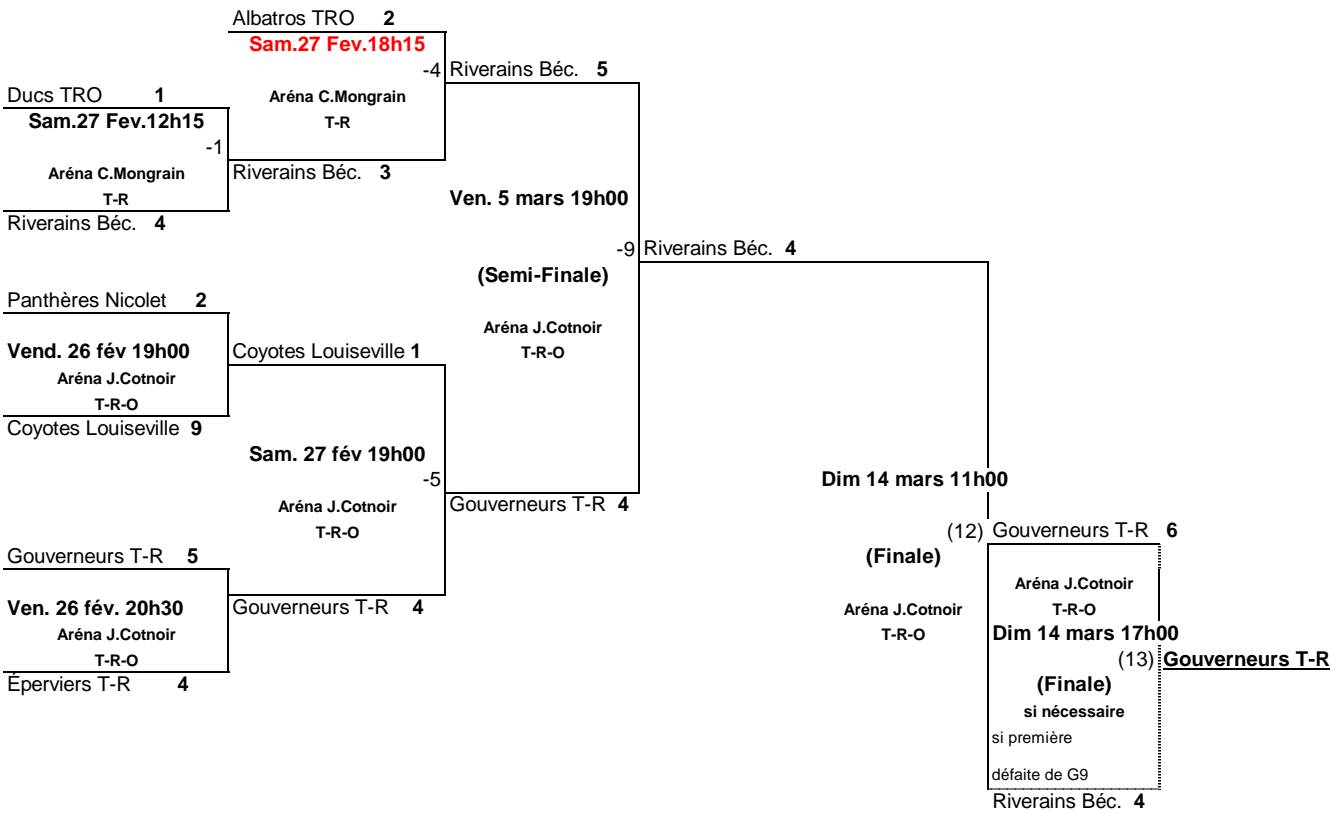 Albatros TRO 2
Sam.27 Fev.18h15
-4 Riverains Béc. 5
Ducs TRO 1
Aréna C.Mongrain
Sam.27 Fev.12h15
T-R
-1
Aréna C.Mongrain
Riverains Béc. 3
T-R
Ven. 5 mars 19h00
Riverains Béc. 4
-9 Riverains Béc. 4
(Semi-Finale)
Panthères Nicolet 2
Aréna J.Cotnoir
Vend. 26 fév 19h00
Coyotes Louiseville 1
T-R-O
Aréna J.Cotnoir
T-R-O
Coyotes Louiseville 9
Sam. 27 fév 19h00
-5
Dim 14 mars 11h00
Aréna J.Cotnoir
Gouverneurs T-R 4
T-R-O
(12) Gouverneurs T-R 6
Gouverneurs T-R 5
(Finale)
Aréna J.Cotnoir
Ven. 26 fév. 20h30
Gouverneurs T-R 4
Aréna J.Cotnoir
T-R-O
Aréna J.Cotnoir
T-R-O
Dim 14 mars 17h00
T-R-O
(13) Gouverneurs T-R
Éperviers T-R 4
(Finale)
si nécessaire
si première
défaite de G9
Riverains Béc. 4